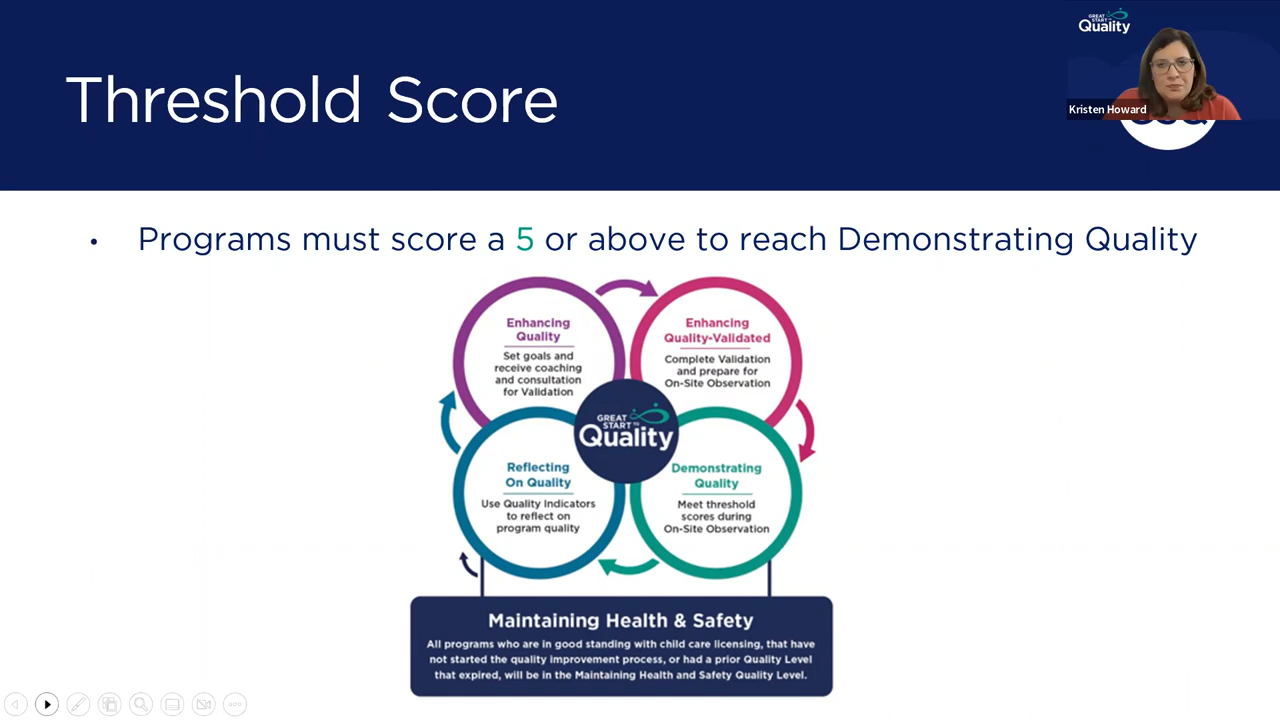 GREAT
START TO
Quality
Kristen Howard
Threshold Score
• Programs must score a 5 or above to reach Demonstrating Quality
Enhancing
Quality
Set goals and
receive coaching
and consultation
for Validation
Enhancing
Quality-Validated
Complete Validation
and prepare for
On-Site Observation
GREAT
START TO
Quality
Reflecting
On Quality
Use Quality Indicators
to reflect on
program quality
Demonstrating
Quality
Meet threshold
scores during
On-Site Observation
Maintaining Health & Safety
All programs who are in good standing with child care licensing, that have
not started the quality improvement process, or had a prior Quality Level
that expired, will be in the Maintaining Health and Safety Quality Level.